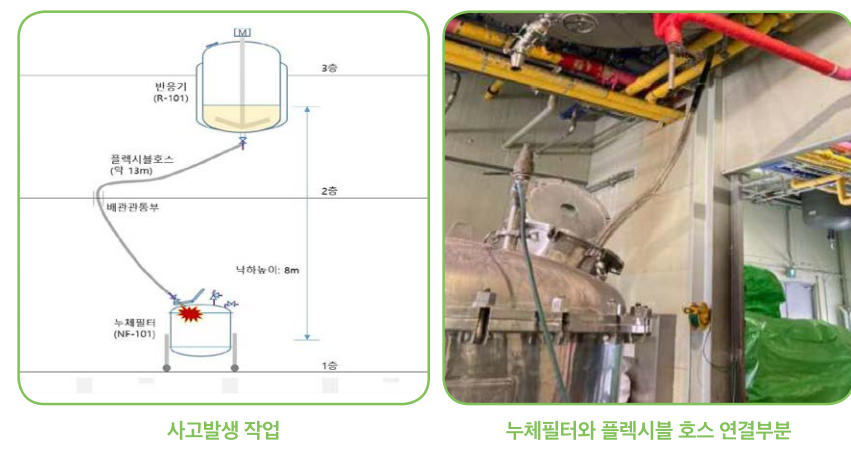 [M]
3층
반응기
(R-101)
플렉시블호스
(약 13m)
2층
배관관통부
낙하높이: 8m
누체필터
(NF-101)
1층
사고발생 작업
누체필터와 플렉시블 호스 연결부분